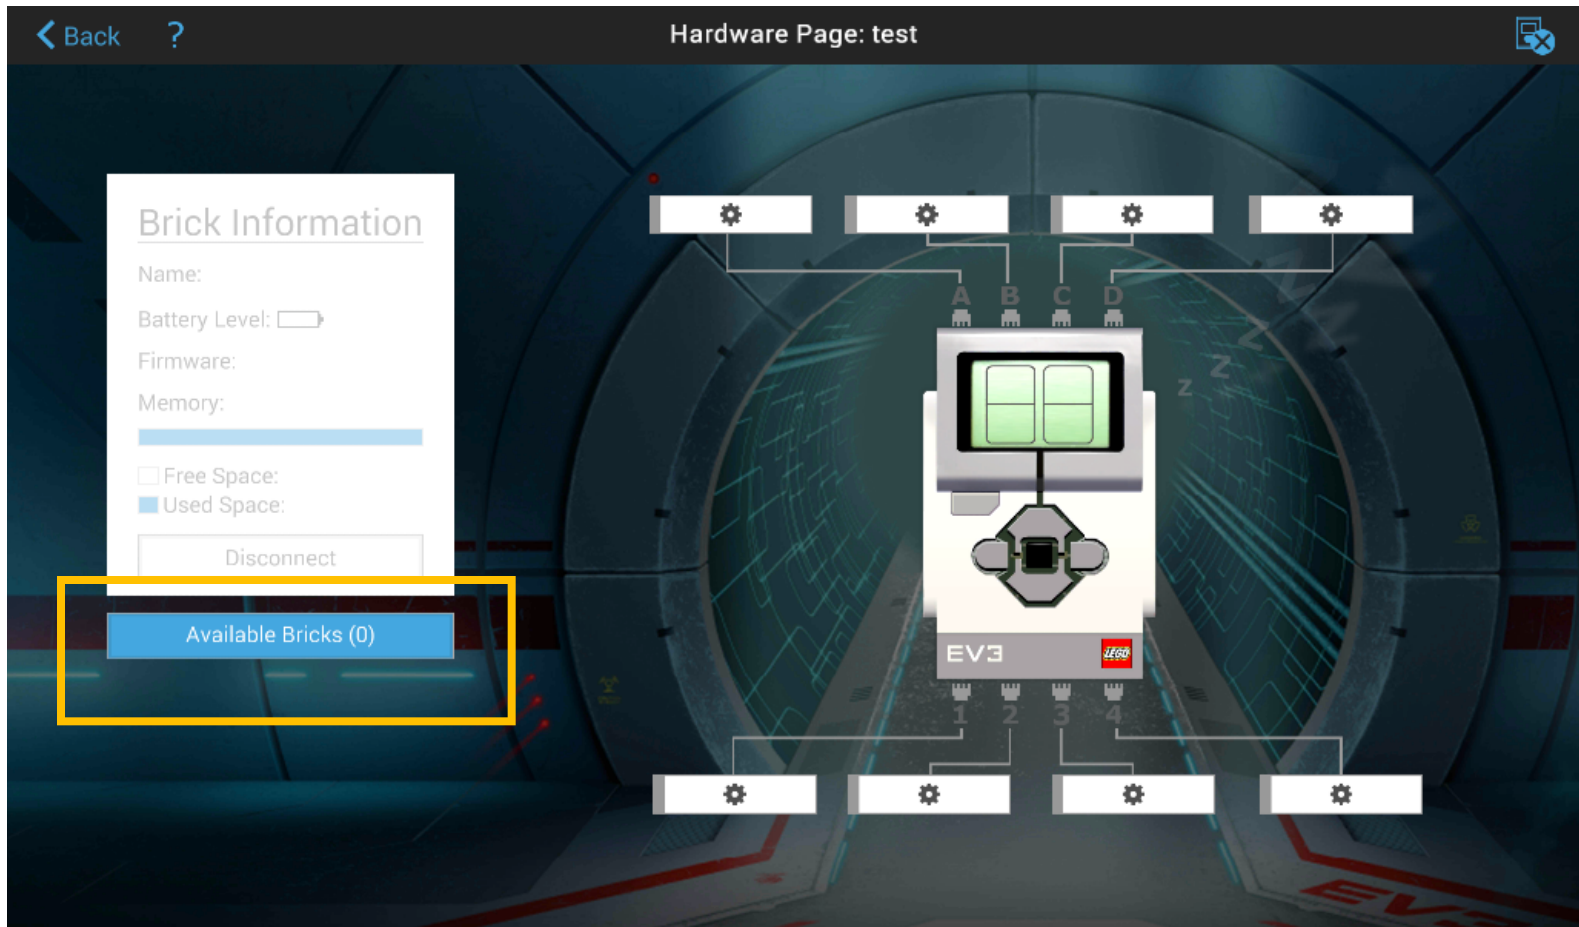 Back ? Hardware Page: test
Brick Information
Name:
Battery Level:
Firmware:
Memory:
Free Space:
Used Space:
Disconnect
Available Bricks (0)
A B C D
Z
Z
Z
EV3 LEGO
1 2 3 4
EV3